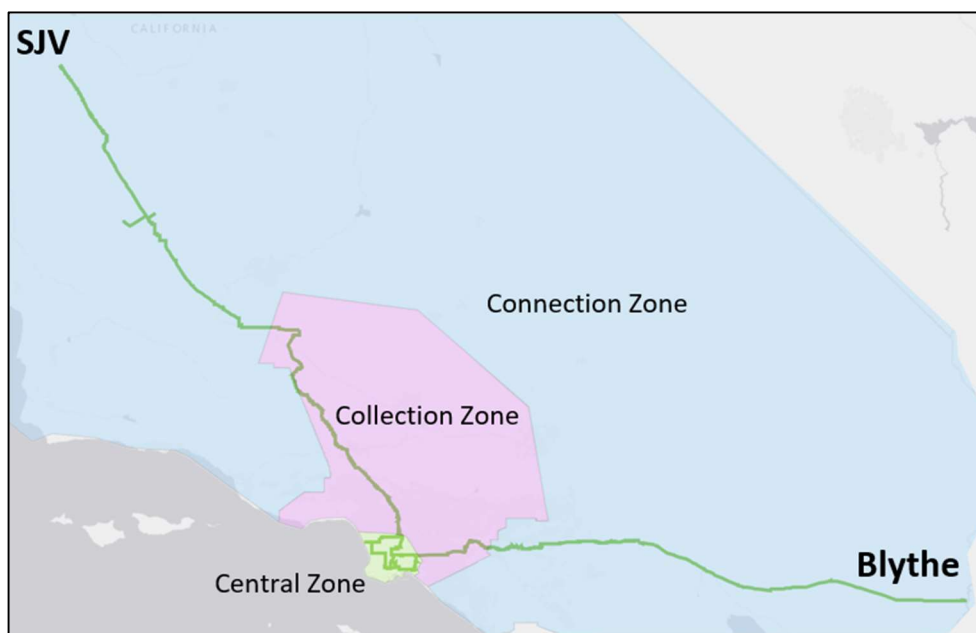 CALIFORNIA
SJV
Connection Zone
Collection Zone
Blythe
Central Zone